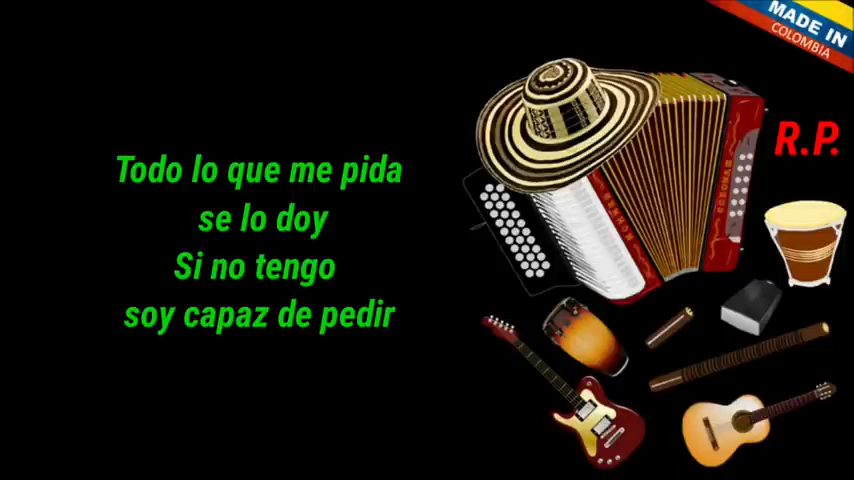 MADE IN
COLOMBIA
R.P.
Todo lo que me pida
se lo doy
Si no tengo
soy capaz de pedir